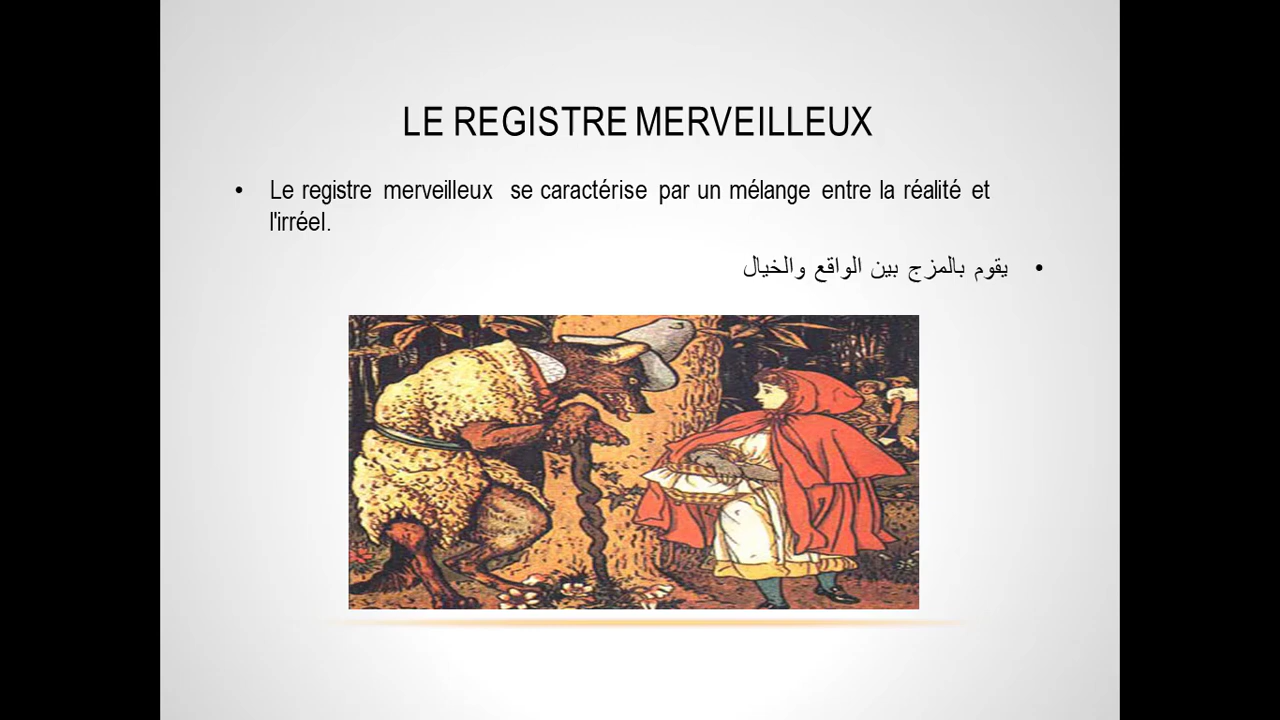 LE REGISTRE MERVEILLEUX
• Le registre merveilleux se caractérise par un mélange entre la réalité et
l'irréel.
• يقوم بالمزج بين الواقع والخيال